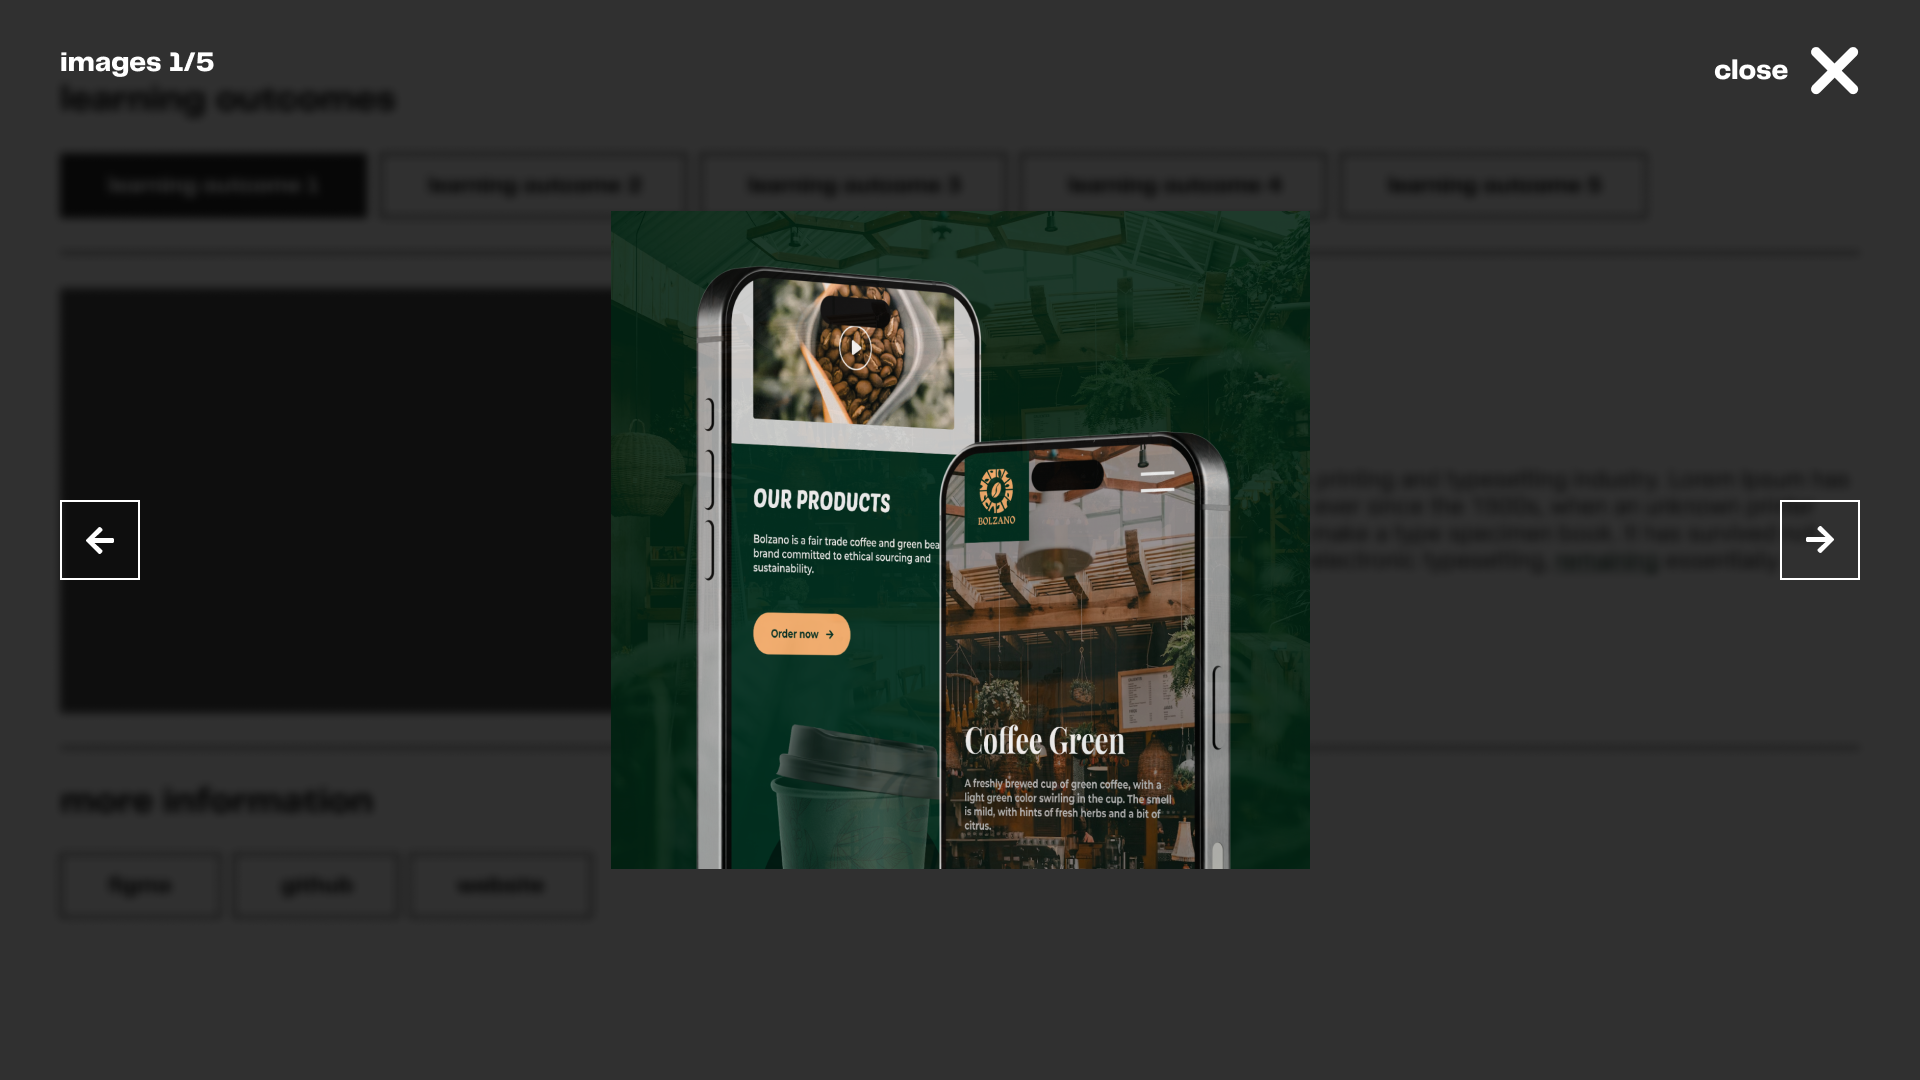 images 1/5
close
learning outcomes
learning outcome 1
learning outcome 2
learning outcome 3
learning outcome 4
learning outcome 5
OUR PRODUCTS
Bolzano is a fair trade coffee and green bea
brand committed to ethical sourcing and
sustainability.
Order now
BOLZANO
Coffee Green
A freshly brewed cup of green coffee, with a
light green color swirling in the cup. The smell
is mild, with hints of fresh herbs and a bit of
citrus.
printing and typesetting industry. Lorem Ipsum has
ever since the 1500s, when an unknown printer
make a type specimen book. It has survived
electronic typesetting, remaining essentially
more information
figma
github
website